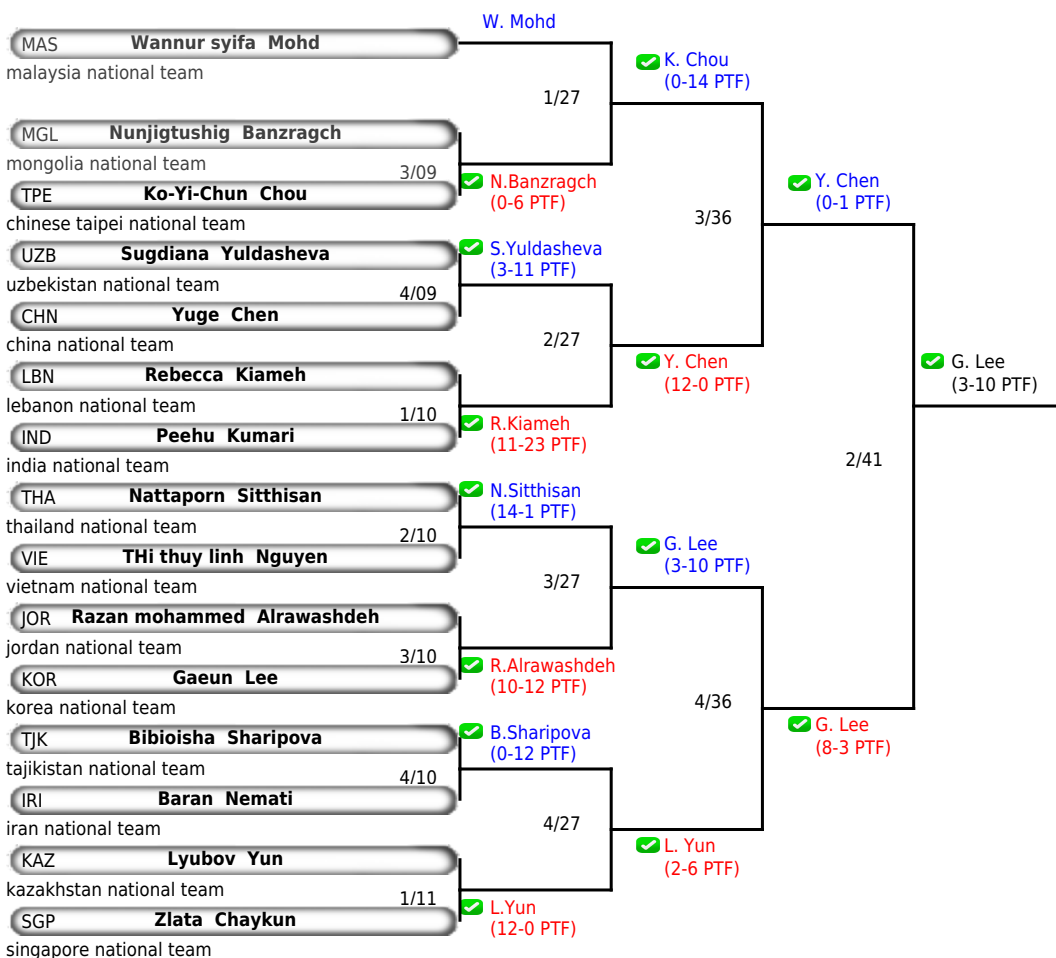 W. Mohd
MAS Wannur syifa Mohd
malaysia national team
K. Chou
(0-14 PTF)
1/27
MGL Nunjigtushig Banzragch
mongolia national team
3/09
TPE Ko-Yi-Chun Chou
chinese taipei national team
N.Banzragch
(0-6 PTF)
Y. Chen
(0-1 PTF)
3/36
UZB Sugdiana Yuldasheva
uzbekistan national team
S.Yuldasheva
(3-11 PTF)
4/09
CHN Yuge Chen
china national team
2/27
Y. Chen
(12-0 PTF)
LBN Rebecca Kiameh
lebanon national team
1/10
IND Peehu Kumari
india national team
R.Kiameh
(11-23 PTF)
G. Lee
(3-10 PTF)
2/41
THA Nattaporn Sitthisan
thailand national team
N.Sitthisan
(14-1 PTF)
2/10
VIE THi thuy linh Nguyen
vietnam national team
G. Lee
(3-10 PTF)
3/27
JOR Razan mohammed Alrawashdeh
jordan national team
3/10
KOR Gaeun Lee
korea national team
R.Alrawashdeh
(10-12 PTF)
4/36
G. Lee
(8-3 PTF)
TJK Bibioisha Sharipova
tajikistan national team
B.Sharipova
(0-12 PTF)
4/10
IRI Baran Nemati
iran national team
4/27
L. Yun
(2-6 PTF)
KAZ Lyubov Yun
kazakhstan national team
1/11
SGP Zlata Chaykun
singapore national team
L.Yun
(12-0 PTF)